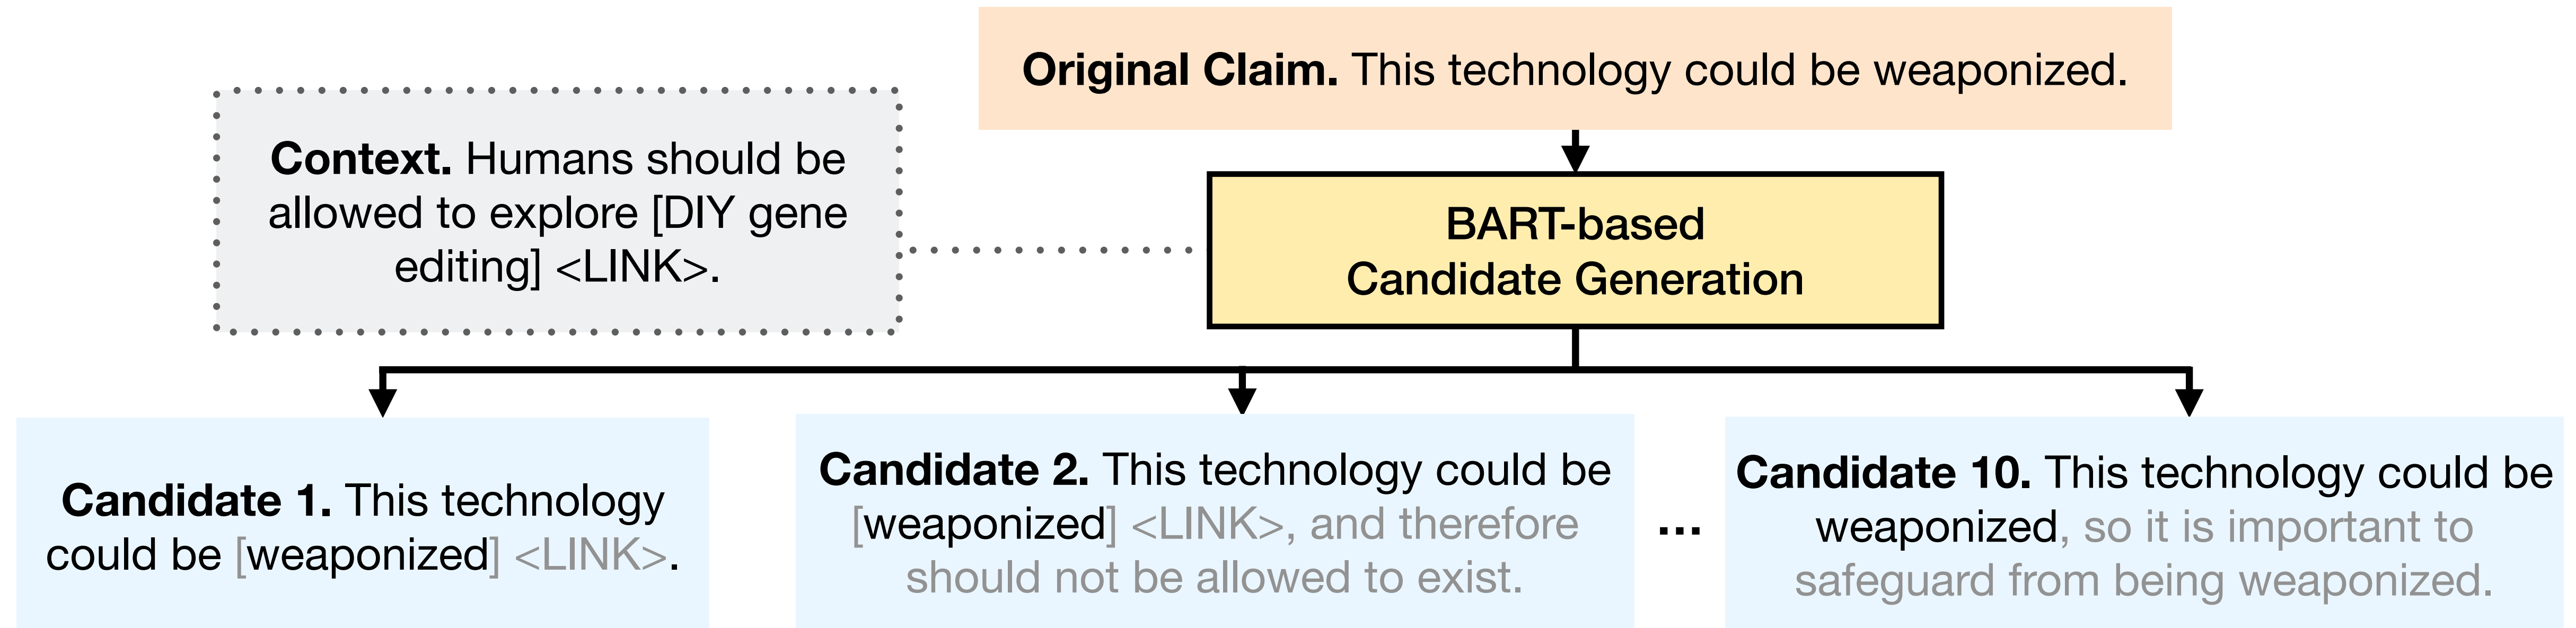 Original Claim. This technology could be weaponized.
Context. Humans should be
allowed to explore [DIY gene
editing] <LINK>.
BART-based
Candidate Generation
Candidate 1. This technology
could be [weaponized] <LINK>.
Candidate 2. This technology could be
[weaponized] <LINK>, and therefore
should not be allowed to exist.
...
Candidate 10. This technology could be
weaponized, so it is important to
safeguard from being weaponized.